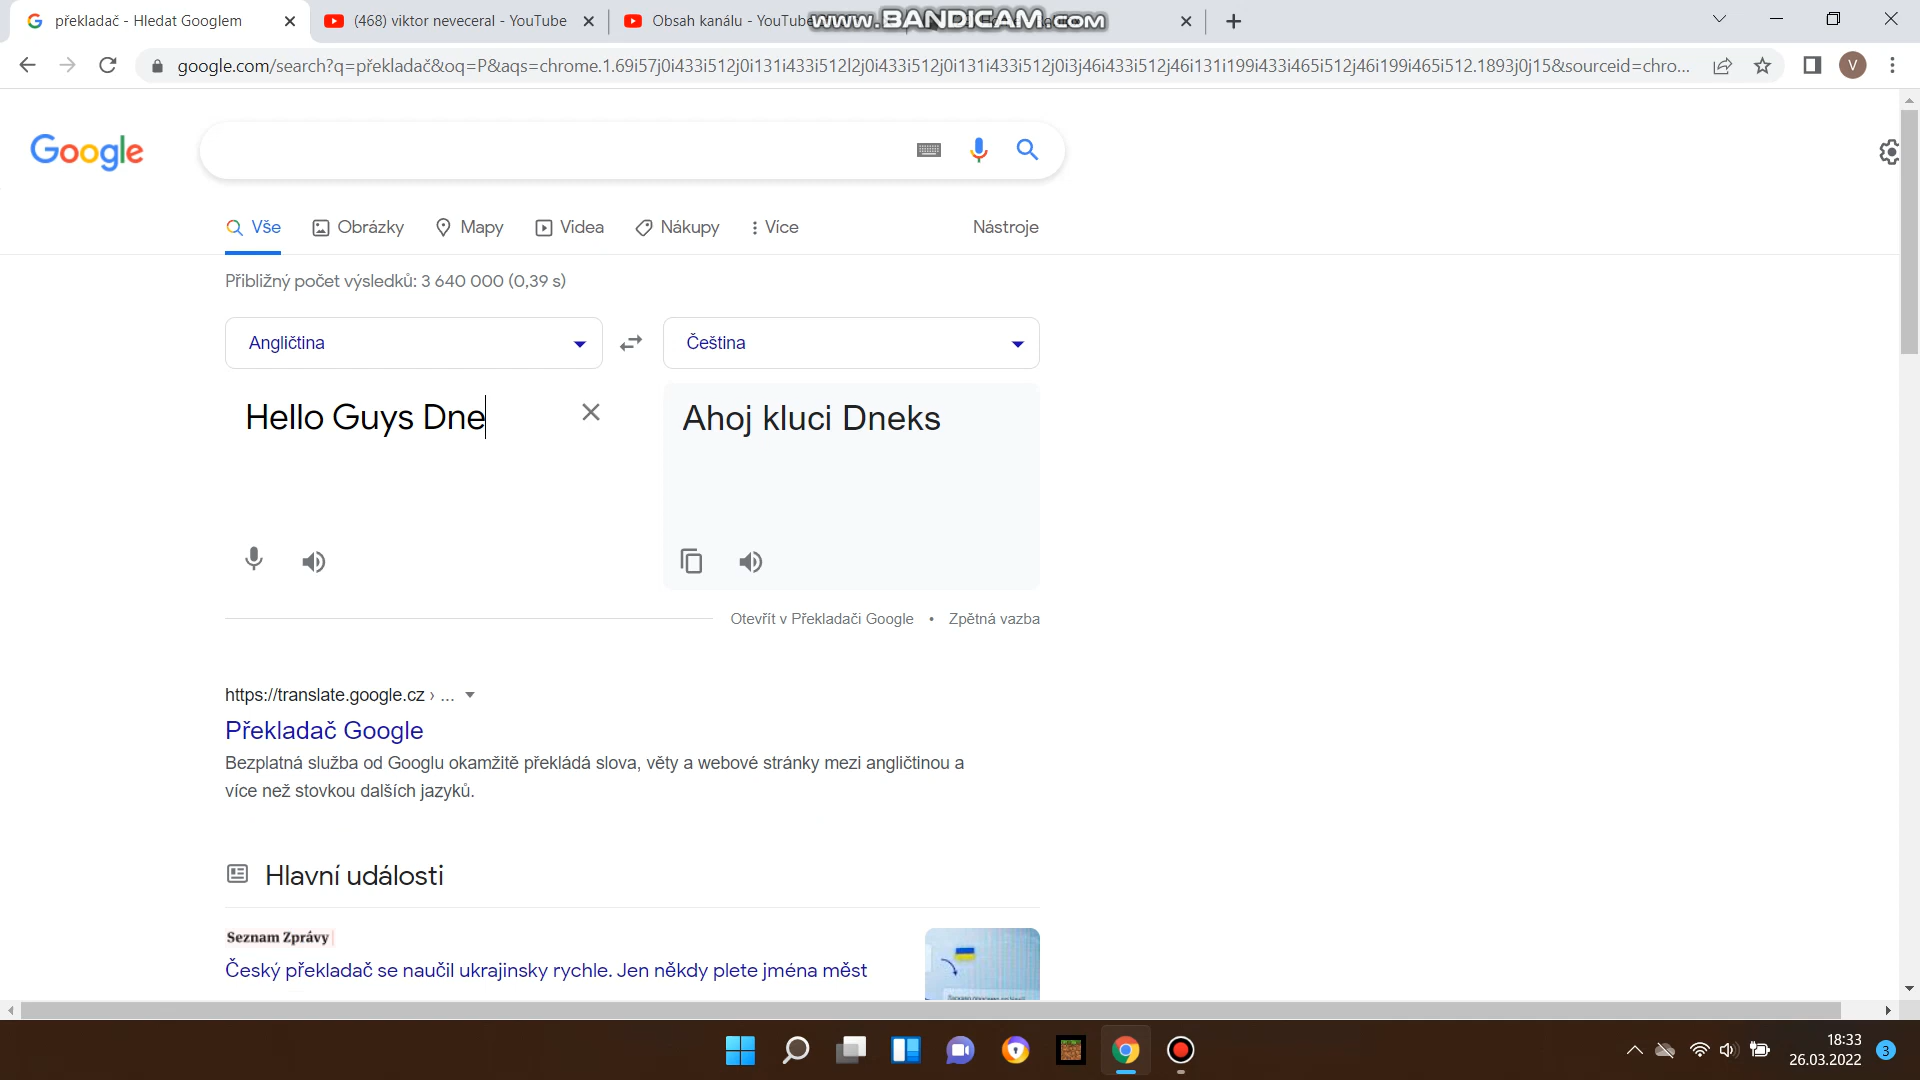 překladač - Hledat Googlem
(468) viktor neveceral - YouTube
Obsah kanálu - YouTube
www.BANDICAM.com
google.com/search?q=překladač&oq=P&aqs=chrome.1.69i57j0i433i512j0i131i433i512l2j0i433i512j0i131i433i512j0i3j46i433i512j46i131i199i433i465i512j46i199i465i512.1893j0j15&sourceid=chro...
V
Google
Vše
Obrázky
Mapy
Videa
Nákupy
Více
Nástroje
Přibližný počet výsledků: 3 640 000 (0,39 s)
Angličtina
Čeština
Hello Guys Dne
Ahoj kluci Dneks
Otevřít v Překladači Google • Zpětná vazba
https://translate.google.cz › ...
Překladač Google
Bezplatná služba od Googlu okamžitě překládá slova, věty a webové stránky mezi angličtinou a
více než stovkou dalších jazyků.
Hlavní události
Seznam Zprávy
Český překladač se naučil ukrajinsky rychle. Jen někdy plete jména měst
18:33
26.03.2022
3